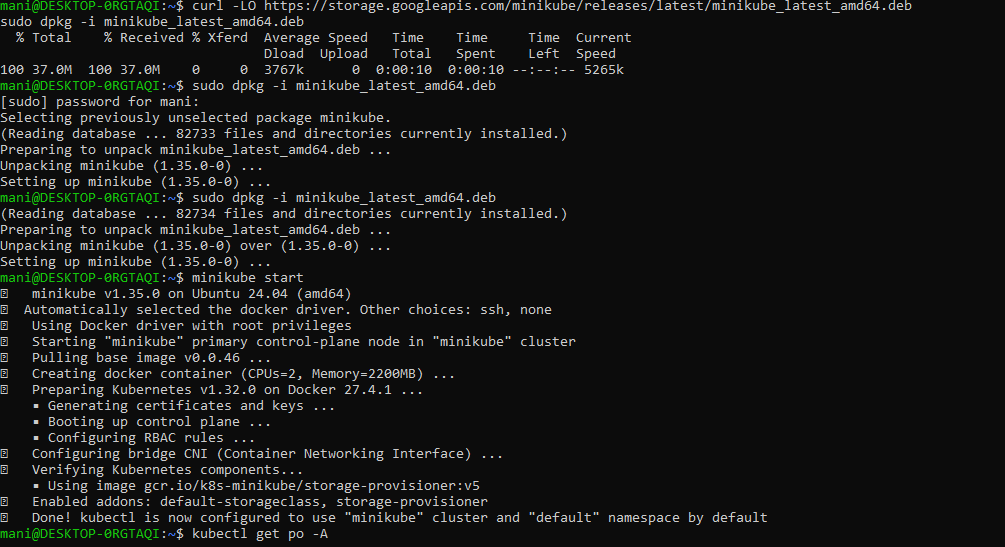 mani@DESKTOP-0RGTAQI:~$ curl -LO https://storage.googleapis.com/minikube/releases/latest/minikube_latest_amd64.deb
sudo dpkg -i minikube_latest_amd64.deb
  % Total    % Received % Xferd  Average Speed   Time    Time     Time  Current
                                 Dload  Upload   Total   Spent    Left  Speed
100 37.0M  100 37.0M    0     0  3767k      0  0:00:10  0:00:10 --:--:-- 5265k
mani@DESKTOP-0RGTAQI:~$ sudo dpkg -i minikube_latest_amd64.deb
[sudo] password for mani:
Selecting previously unselected package minikube.
(Reading database ... 82733 files and directories currently installed.)
Preparing to unpack minikube_latest_amd64.deb ...
Unpacking minikube (1.35.0-0) ...
Setting up minikube (1.35.0-0) ...
mani@DESKTOP-0RGTAQI:~$ sudo dpkg -i minikube_latest_amd64.deb
(Reading database ... 82734 files and directories currently installed.)
Preparing to unpack minikube_latest_amd64.deb ...
Unpacking minikube (1.35.0-0) over (1.35.0-0) ...
Setting up minikube (1.35.0-0) ...
mani@DESKTOP-0RGTAQI:~$ minikube start
minikube v1.35.0 on Ubuntu 24.04 (amd64)
Automatically selected the docker driver. Other choices: ssh, none
Using Docker driver with root privileges
Starting "minikube" primary control-plane node in "minikube" cluster
Pulling base image v0.0.46 ...
Creating docker container (CPUs=2, Memory=2200MB) ...
Preparing Kubernetes v1.32.0 on Docker 27.4.1 ...
▪ Generating certificates and keys ...
▪ Booting up control plane ...
▪ Configuring RBAC rules ...
Configuring bridge CNI (Container Networking Interface) ...
Verifying Kubernetes components...
▪ Using image gcr.io/k8s-minikube/storage-provisioner:v5
Enabled addons: default-storageclass, storage-provisioner
Done! kubectl is now configured to use "minikube" cluster and "default" namespace by default
mani@DESKTOP-0RGTAQI:~$ kubectl get po -A